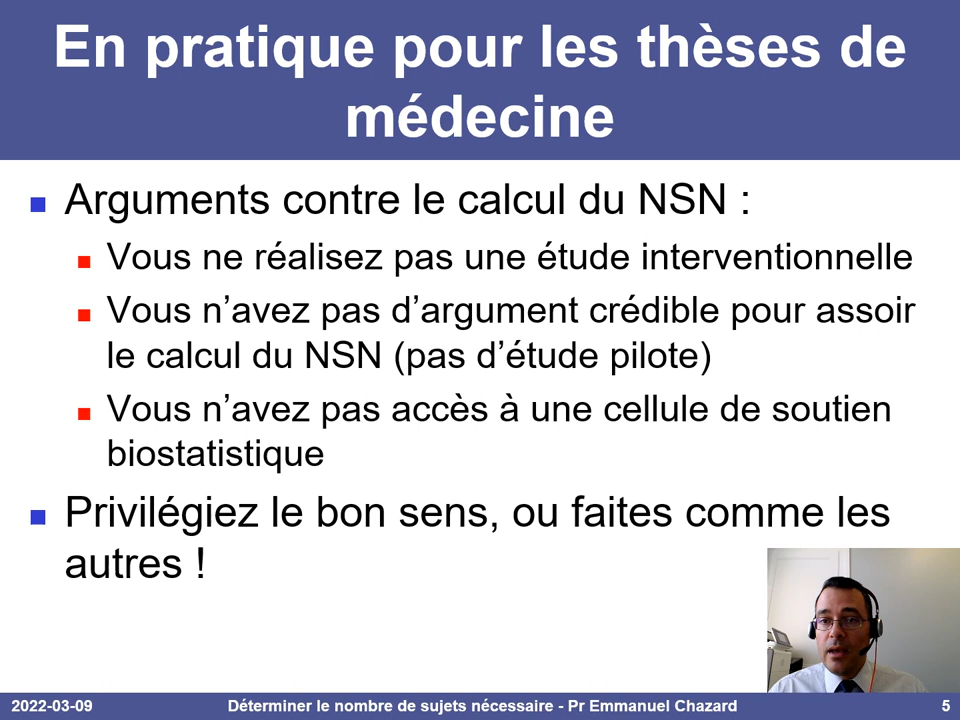 En pratique pour les thèses de
médecine
Arguments contre le calcul du NSN :
Vous ne réalisez pas une étude interventionnelle
Vous n’avez pas d’argument crédible pour assoir
le calcul du NSN (pas d’étude pilote)
Vous n’avez pas accès à une cellule de soutien
biostatistique
Privilégiez le bon sens, ou faites comme les
autres !
2022-03-09
Déterminer le nombre de sujets nécessaire - Pr Emmanuel Chazard
5